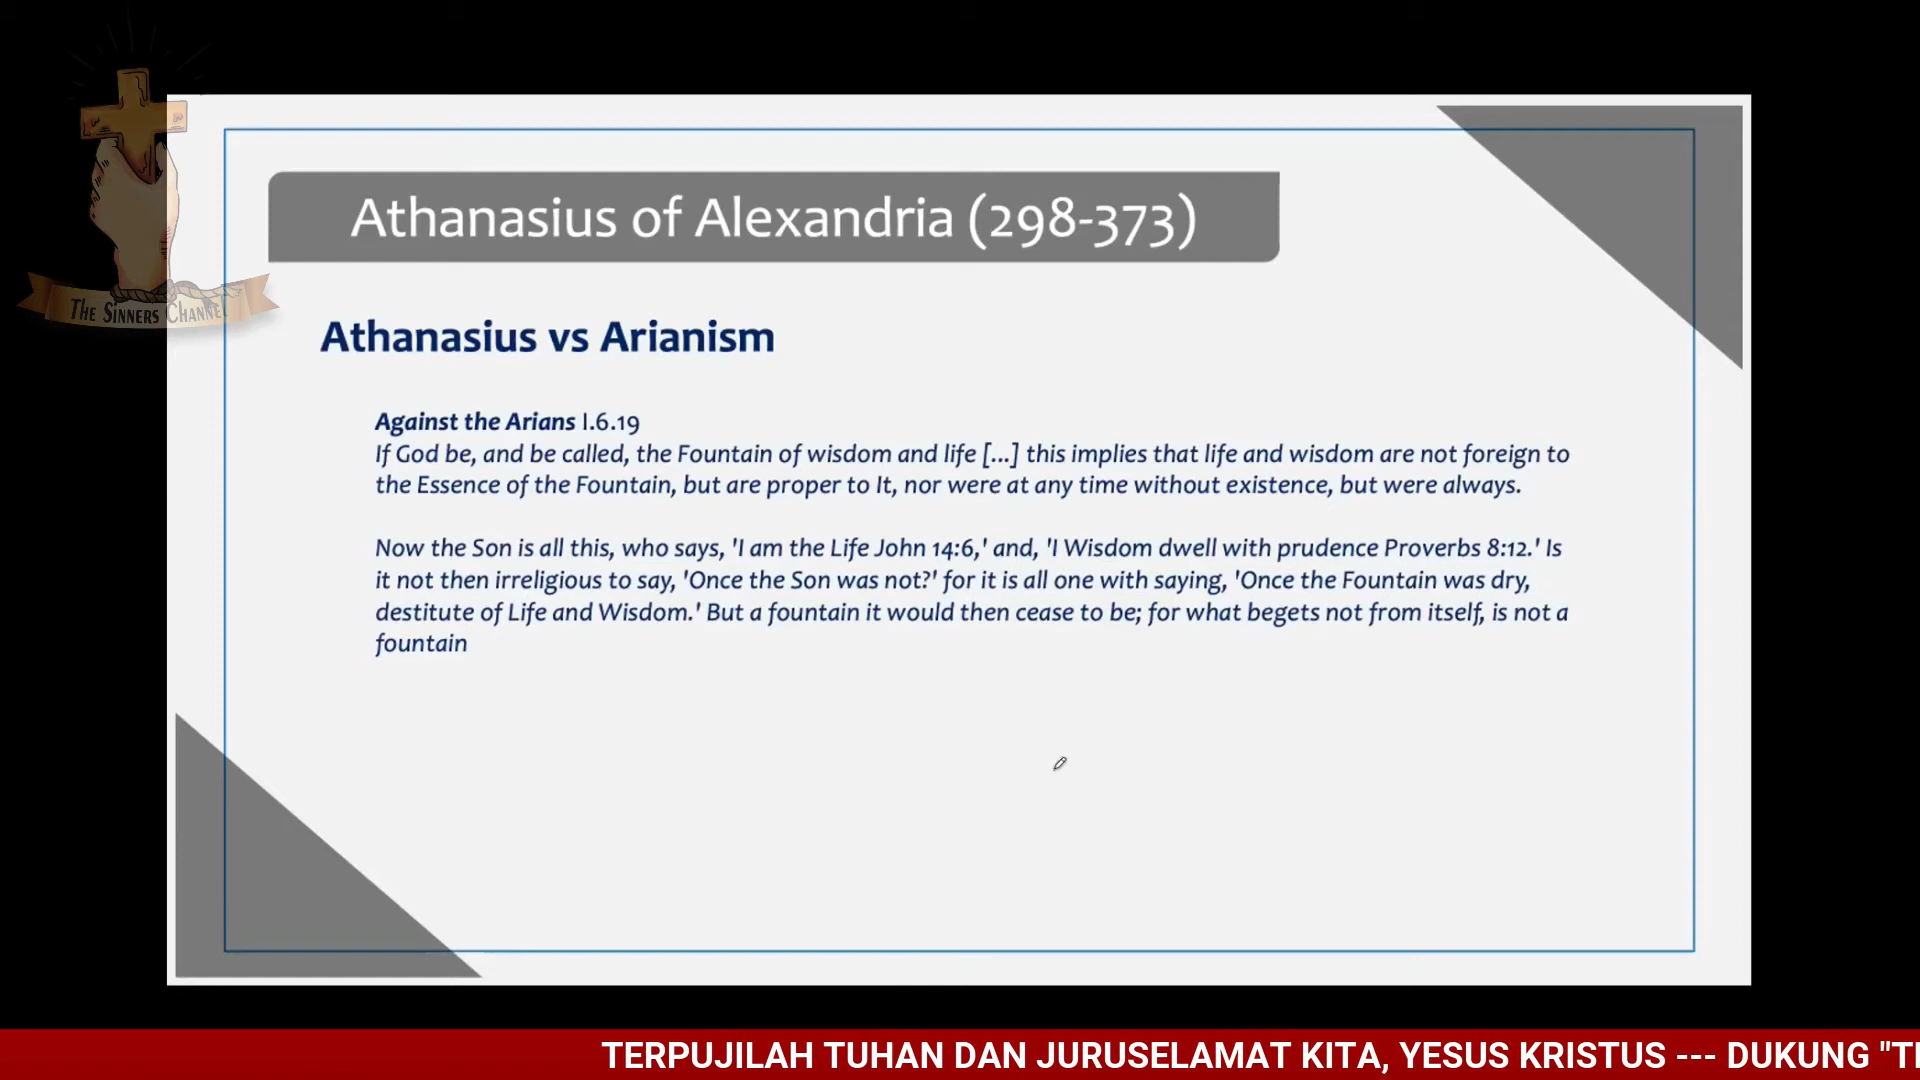 Athanasius of Alexandria (298-373)
The Sinners Channel
Athanasius vs Arianism
Against the Arians I.6.19
If God be, and be called, the Fountain of wisdom and life [...] this implies that life and wisdom are not foreign to
the Essence of the Fountain, but are proper to It, nor were at any time without existence, but were always.
Now the Son is all this, who says, 'I am the Life John 14:6,' and, 'I Wisdom dwell with prudence Proverbs 8:12.' Is
it not then irreligious to say, 'Once the Son was not?' for it is all one with saying, 'Once the Fountain was dry,
destitute of Life and Wisdom.' But a fountain it would then cease to be; for what begets not from itself, is not a
fountain
TERPUJILAH TUHAN DAN JURUSELAMAT KITA, YESUS KRISTUS --- DUKUNG "T